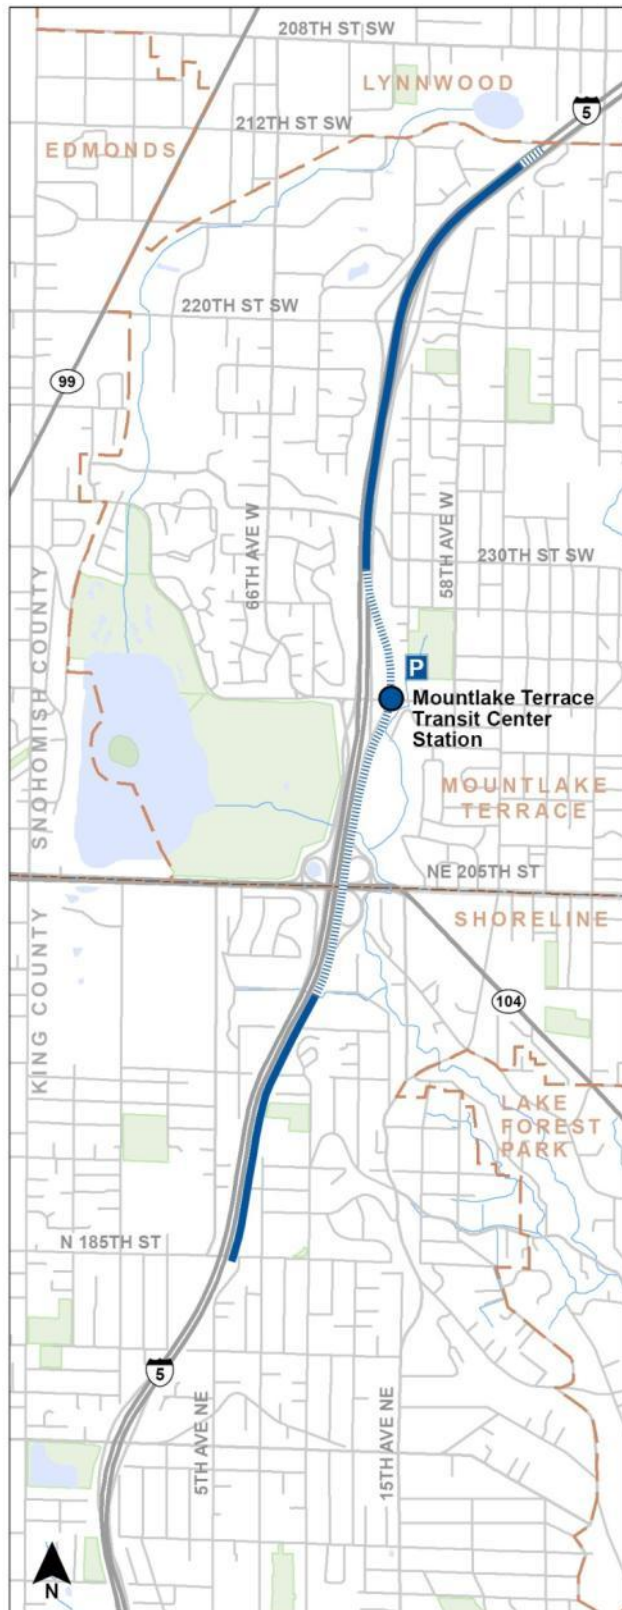 208TH ST SW
LYNNWOOD
5
212TH ST SW
EDMONDS
220TH ST SW
99
66TH AVE W
58TH AVE W
230TH ST SW
SNOHOMISH COUNTY
P
Mountlake Terrace
Transit Center
Station
MOUNTLAKE
TERRACE
NE 205TH ST
SHORELINE
KING COUNTY
104
LAKE
FOREST
PARK
N 185TH ST
5
5TH AVE NE
15TH AVE NE
N